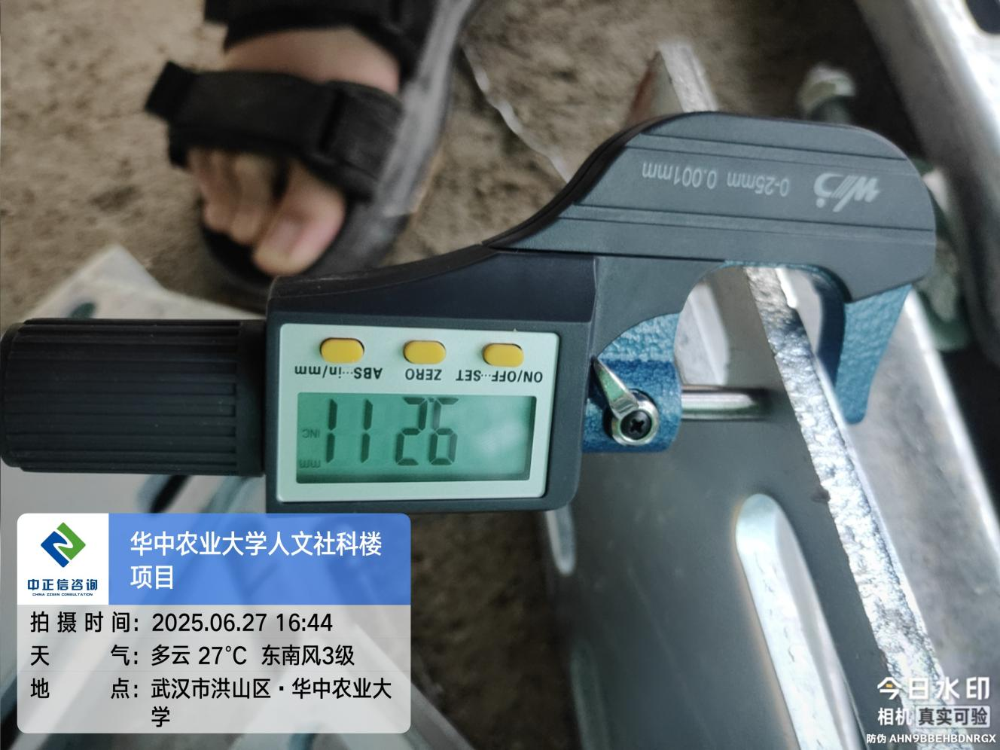 0-25mm 0.001mm
ON/OFF···SET ZERO ABS···in/mm
9.211
INC
mm
中正信咨询
CHINA ZZSEN CONSULTATION
华中农业大学人文社科楼
项目
拍摄时间: 2025.06.27 16:44
天气: 多云 27°C 东南风3级
地点: 武汉市洪山区·华中农业大
学
今日水印
相机 真实可验
防伪 AHN9BBEHBDNRGX